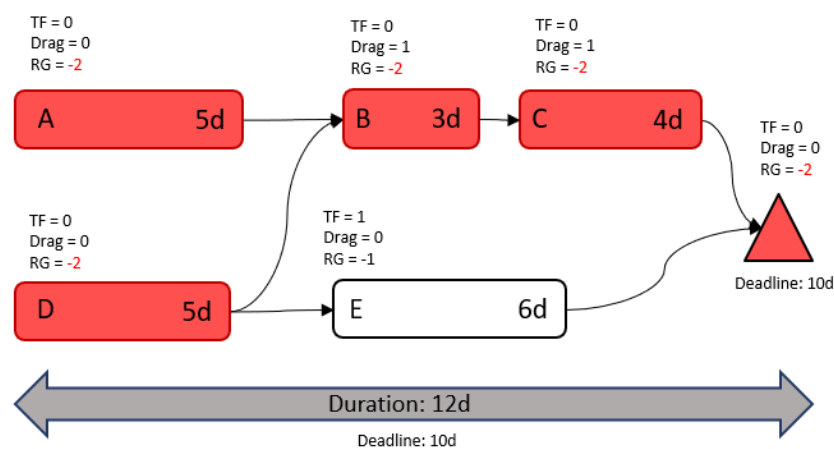 TF = 0
Drag = 0
RG = -2
TF = 0
Drag = 1
RG = -2
TF = 0
Drag = 1
RG = -2
A 5d
B 3d
C 4d
TF = 0
Drag = 0
RG = -2
TF = 0
Drag = 0
RG = -2
TF = 1
Drag = 0
RG = -1
D 5d
E 6d
Deadline: 10d
Duration: 12d
Deadline: 10d